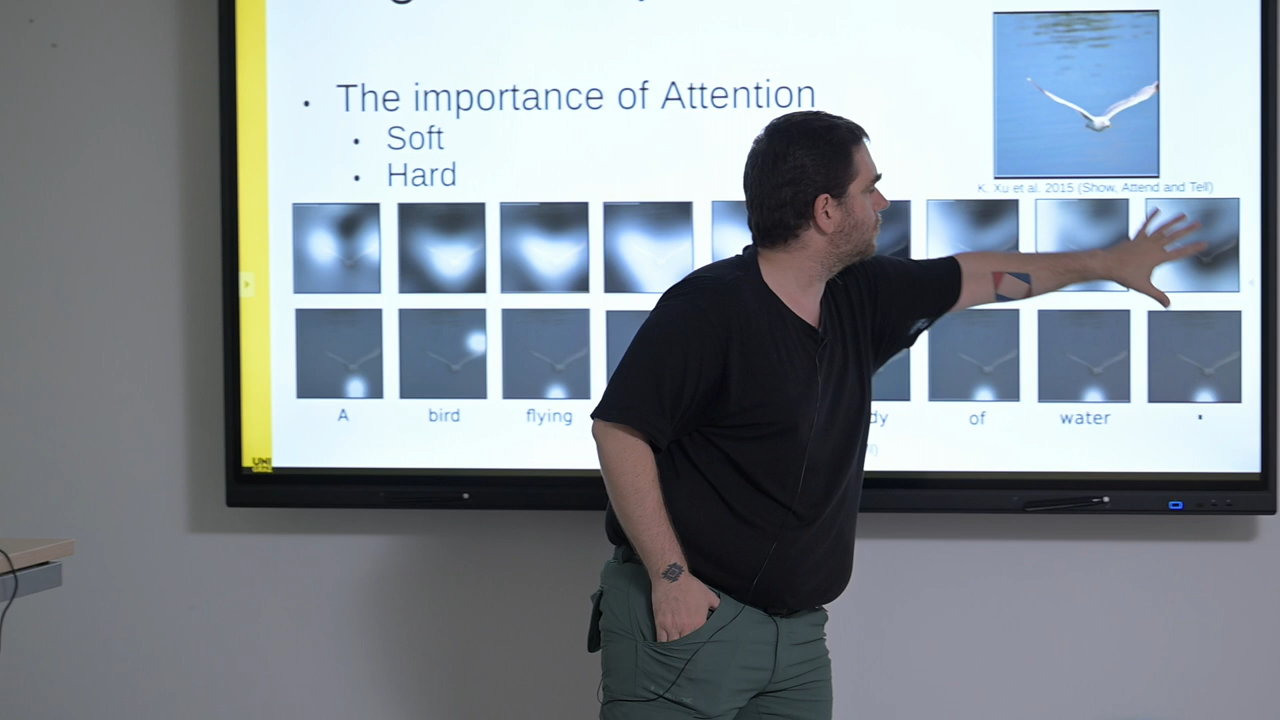 The importance of Attention
Soft
Hard
K. Xu et al. 2015 (Show, Attend and Tell)
A bird flying dy of water .
UNI